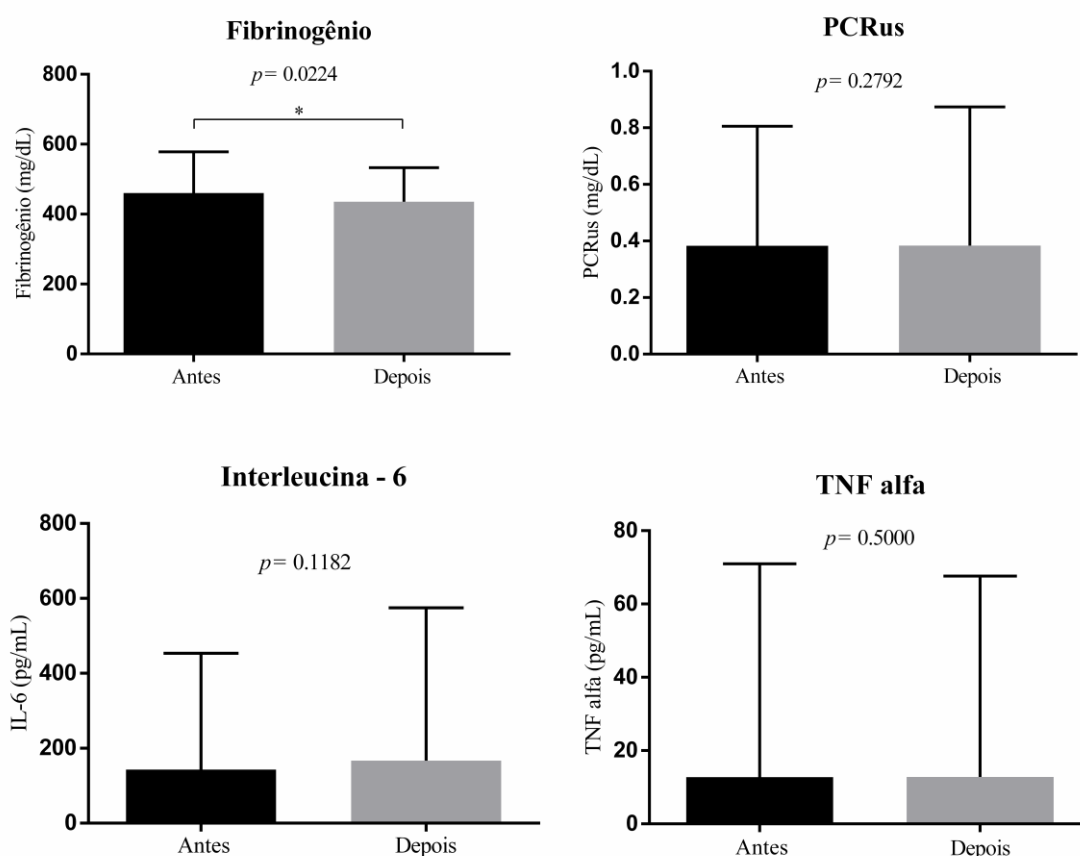 Fibrinogênio
p= 0.0224
*
800
600
400
200
0
Fibrinogênio (mg/dL)
Antes
Depois
PCRus
p= 0.2792
1.0
0.8
0.6
0.4
0.2
0.0
PCRus (mg/dL)
Antes
Depois
Interleucina - 6
p= 0.1182
800
600
400
200
0
IL-6 (pg/mL)
Antes
Depois
TNF alfa
p= 0.5000
80
60
40
20
0
TNF alfa (pg/mL)
Antes
Depois